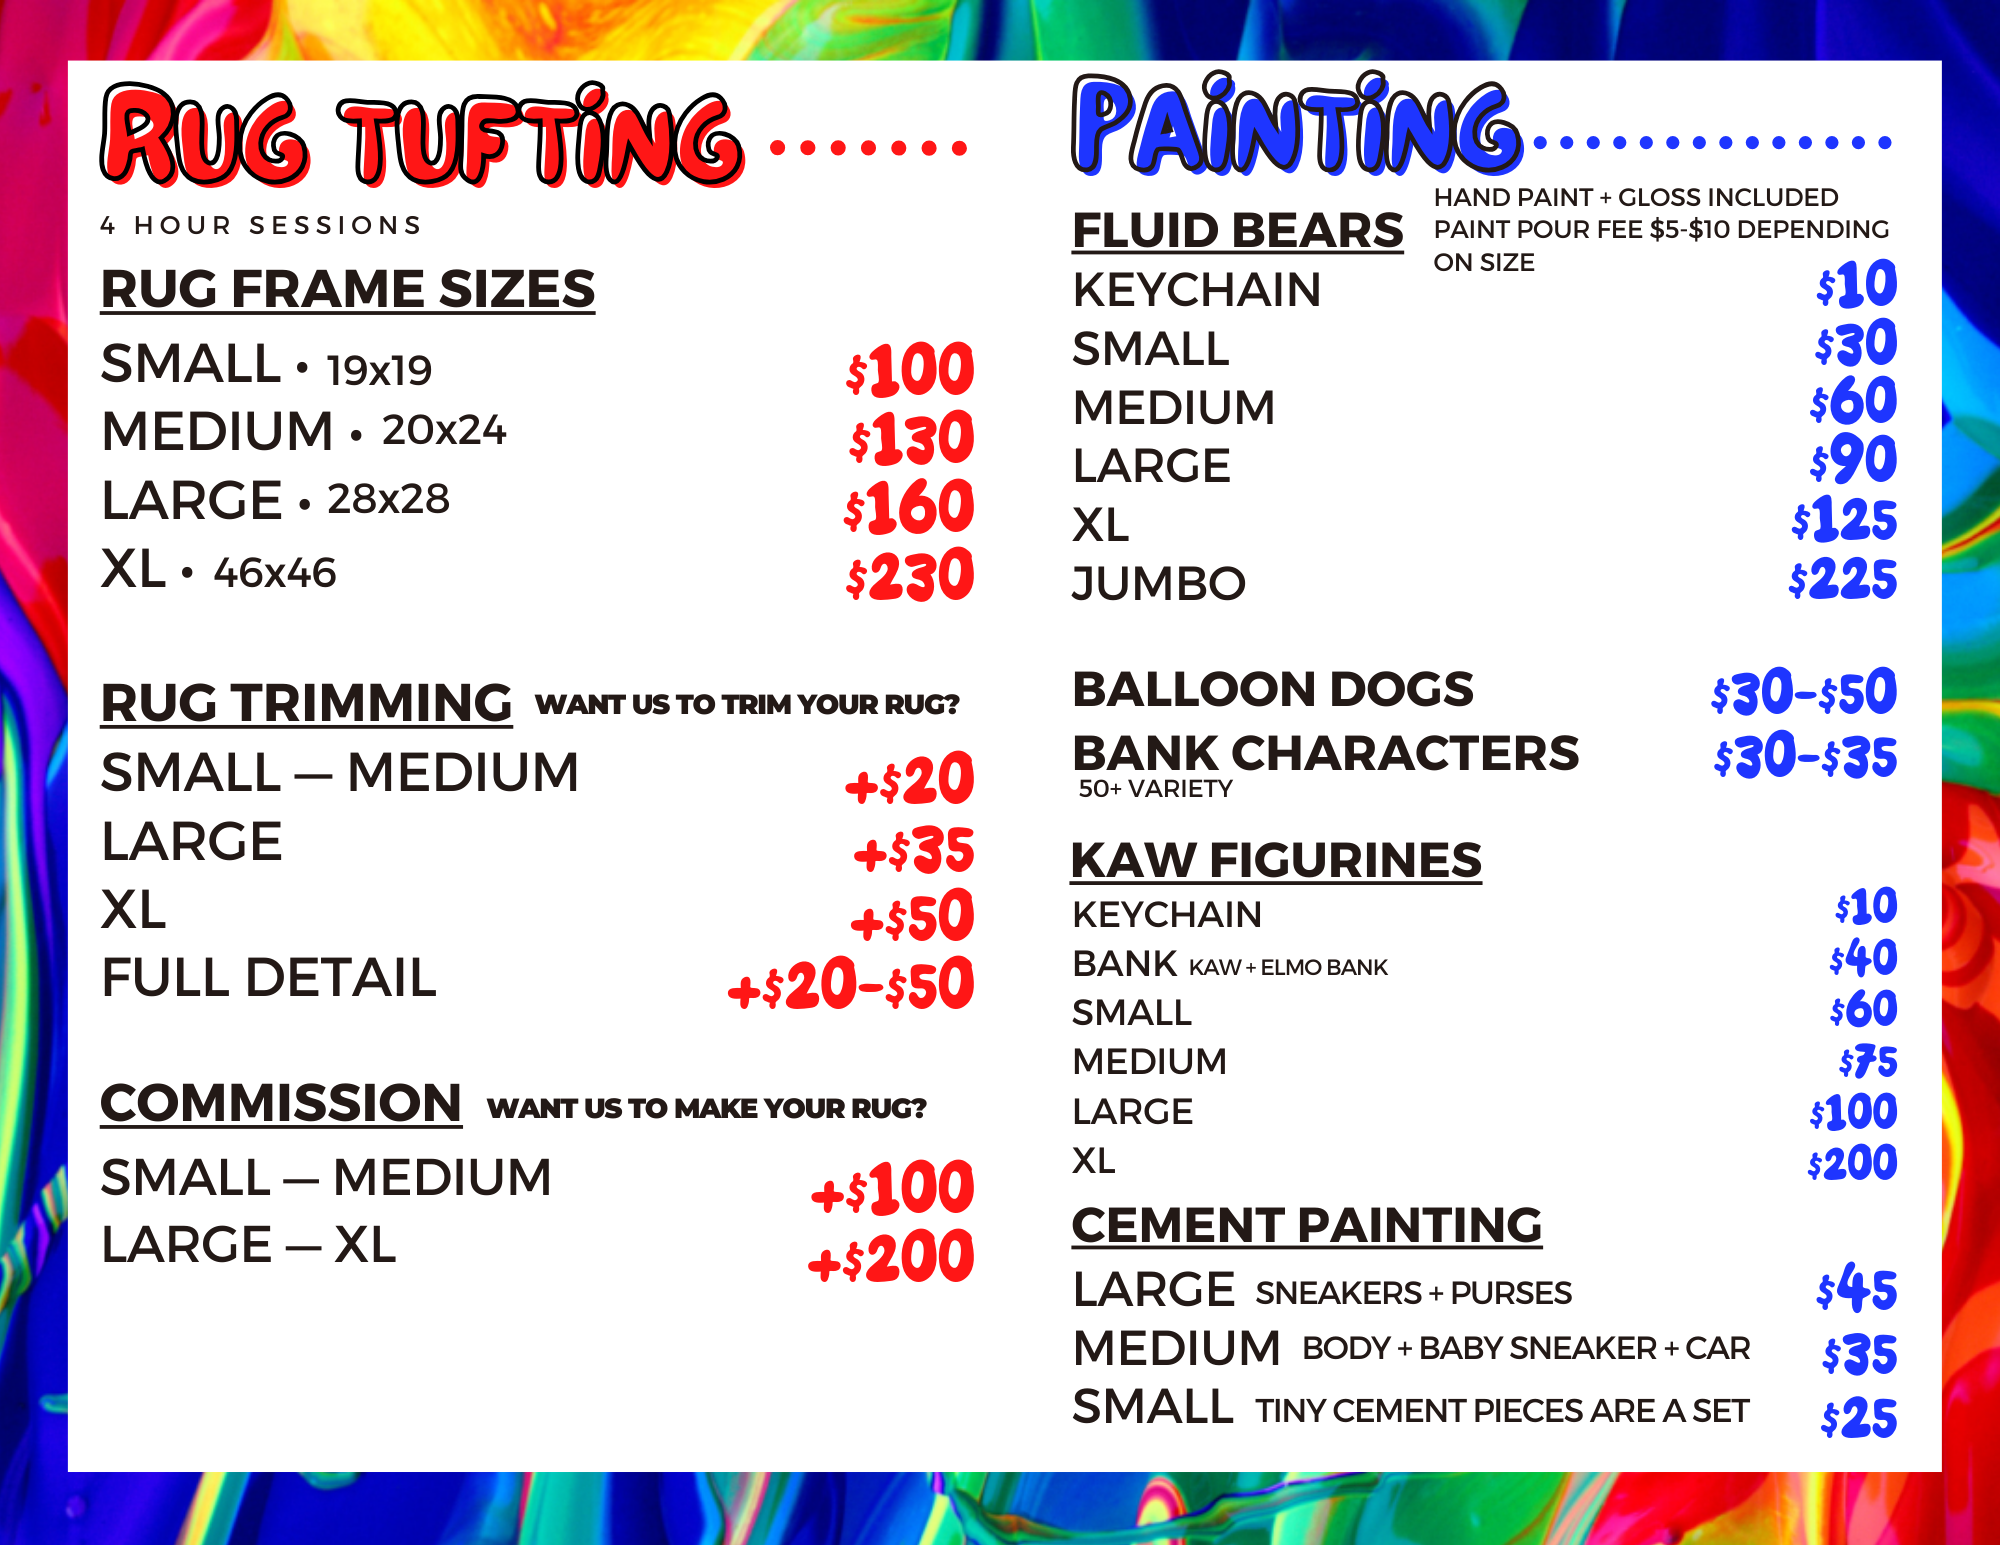 RUG TUFTING
4 HOUR SESSIONS
RUG FRAME SIZES
SMALL • 19x19 $100
MEDIUM • 20x24 $130
LARGE • 28x28 $160
XL • 46x46 $230
RUG TRIMMING WANT US TO TRIM YOUR RUG?
SMALL — MEDIUM +$20
LARGE +$35
XL +$50
FULL DETAIL +$20-$50
COMMISSION WANT US TO MAKE YOUR RUG?
SMALL — MEDIUM +$100
LARGE — XL +$200
PAINTING
HAND PAINT + GLOSS INCLUDED
PAINT POUR FEE $5-$10 DEPENDING
ON SIZE
FLUID BEARS
KEYCHAIN $10
SMALL $30
MEDIUM $60
LARGE $90
XL $125
JUMBO $225
BALLOON DOGS $30-$50
BANK CHARACTERS $30-$35
50+ VARIETY
KAW FIGURINES
KEYCHAIN $10
BANK KAW + ELMO BANK $40
SMALL $60
MEDIUM $75
LARGE $100
XL $200
CEMENT PAINTING
LARGE SNEAKERS + PURSES $45
MEDIUM BODY + BABY SNEAKER + CAR $35
SMALL TINY CEMENT PIECES ARE A SET $25